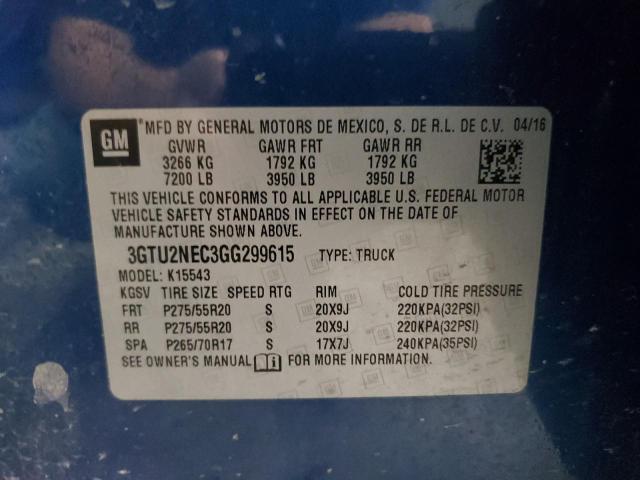 GM ® MFD BY GENERAL MOTORS DE MEXICO, S. DE R.L. DE C.V. 04/16
GVWR GAWR FRT GAWR RR
3266 KG 1792 KG 1792 KG
7200 LB 3950 LB 3950 LB
THIS VEHICLE CONFORMS TO ALL APPLICABLE U.S. FEDERAL MOTOR
VEHICLE SAFETY STANDARDS IN EFFECT ON THE DATE OF
MANUFACTURE SHOWN ABOVE.
3GTU2NEC3GG299615 TYPE: TRUCK
MODEL: K15543
KGSV TIRE SIZE SPEED RTG RIM COLD TIRE PRESSURE
FRT P275/55R20 S 20X9J 220KPA(32PSI)
RR P275/55R20 S 20X9J 220KPA(32PSI)
SPA P265/70R17 S 17X7J 240KPA(35PSI)
SEE OWNER'S MANUAL FOR MORE INFORMATION.